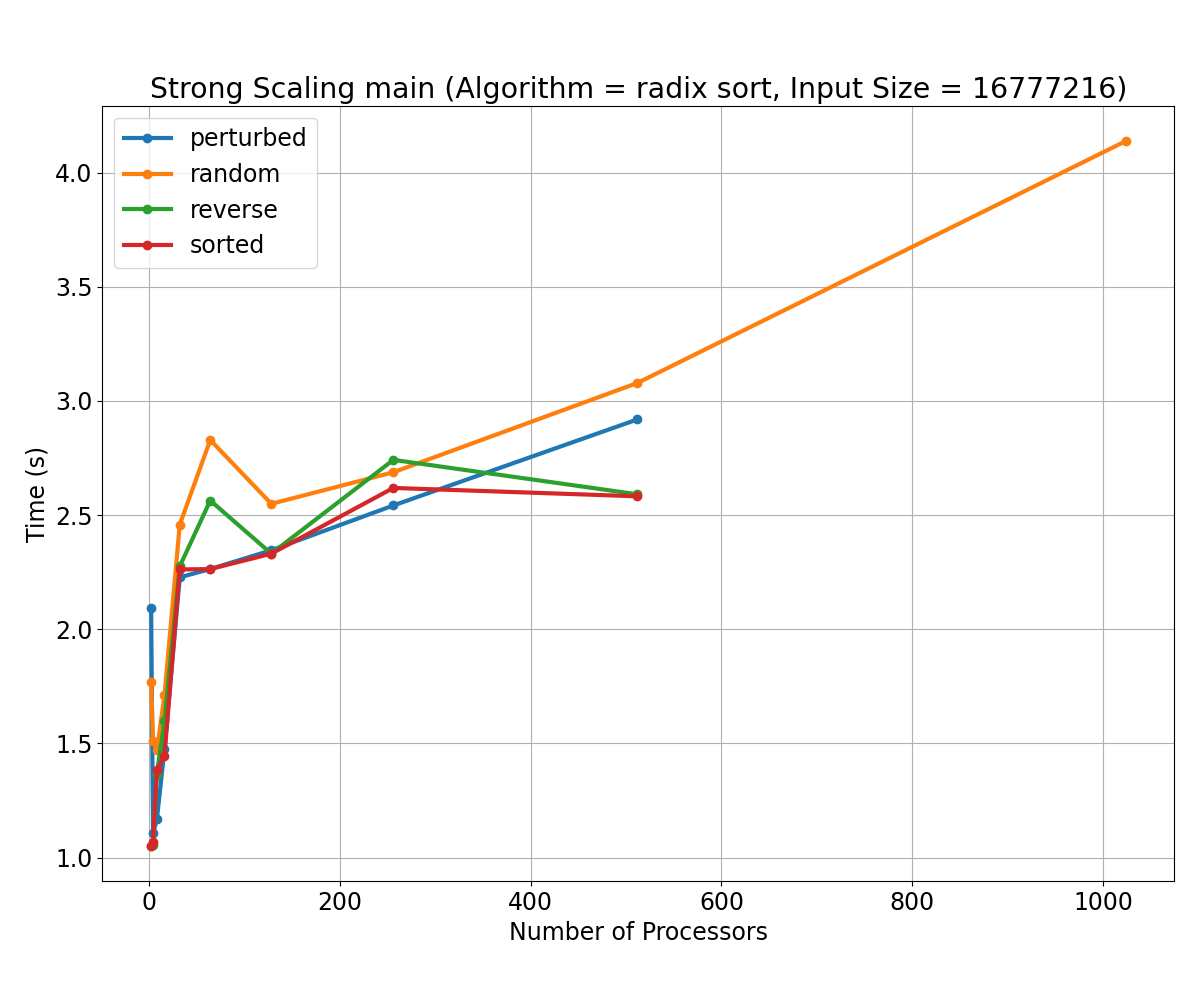 Strong Scaling main (Algorithm = radix sort, Input Size = 16777216)
perturbed
random
reverse
sorted
4.0
3.5
3.0
2.5
2.0
1.5
1.0
Time (s)
0 200 400 600 800 1000
Number of Processors